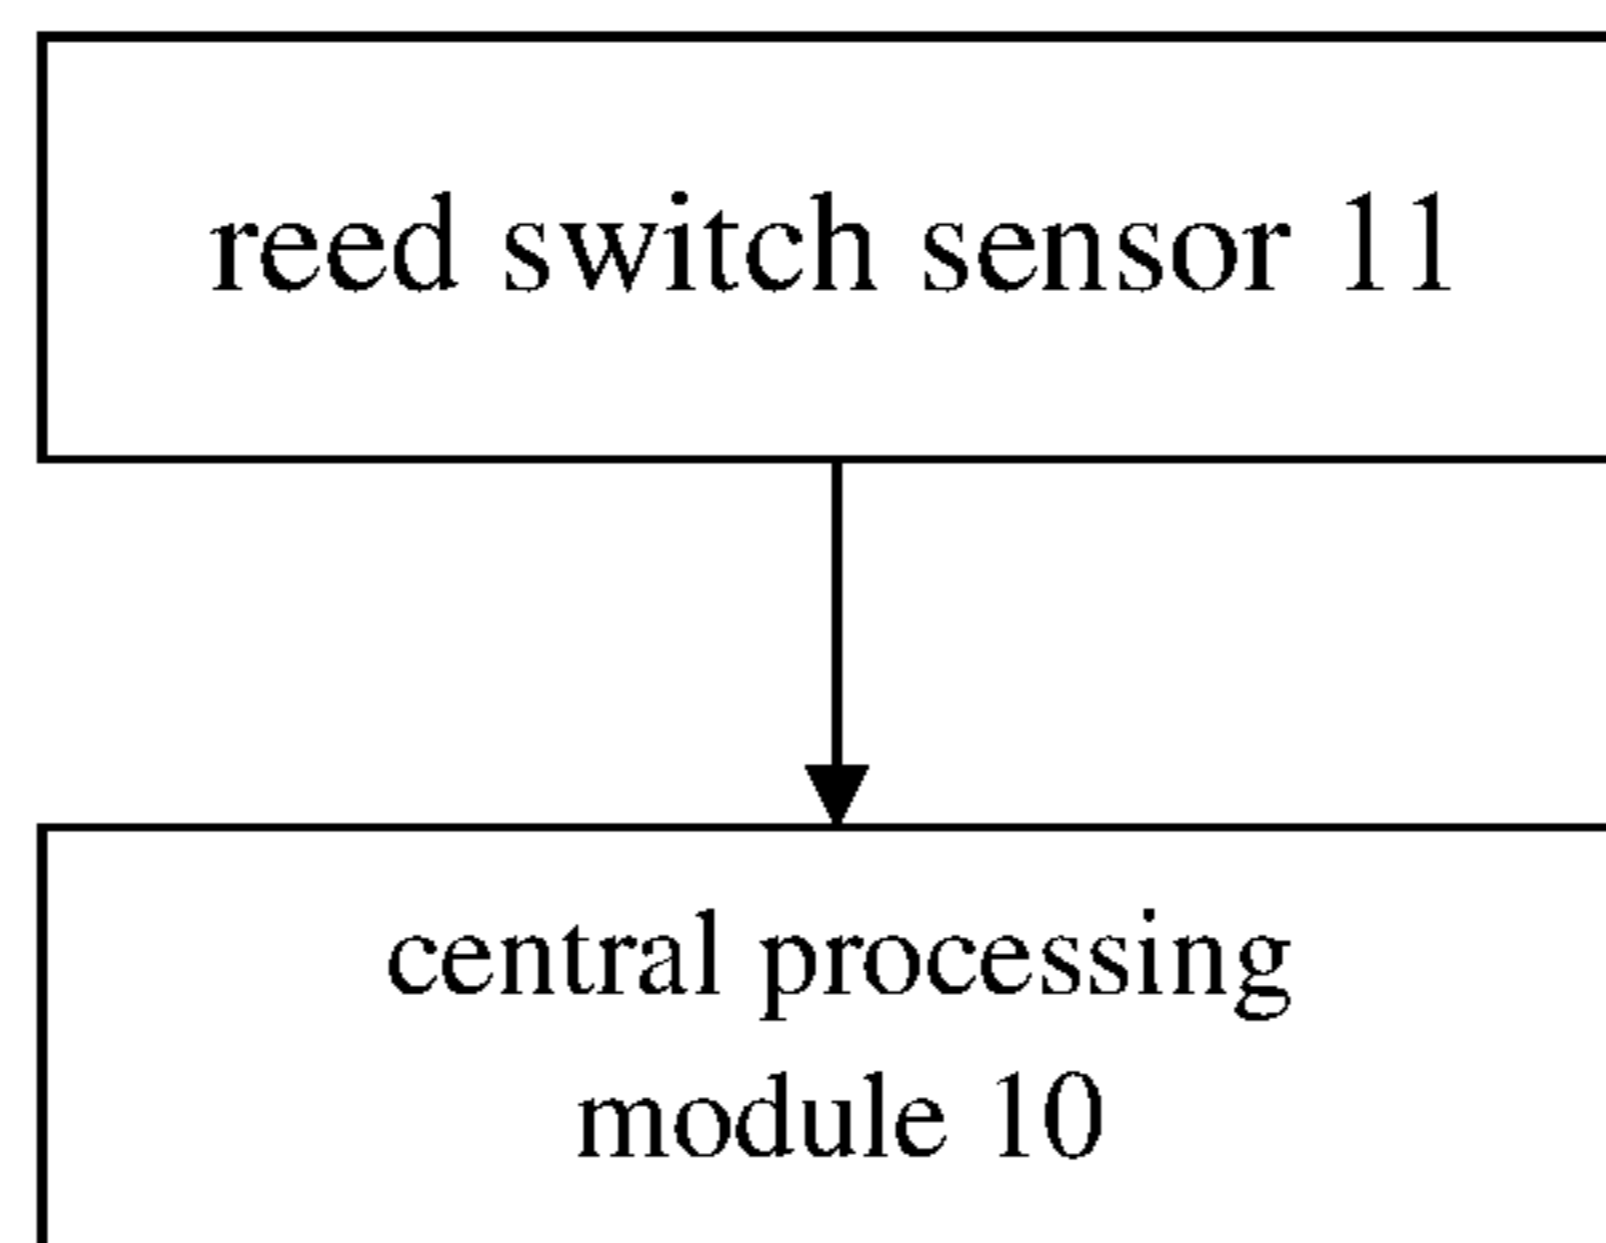 reed switch sensor 11
central processing
module 10